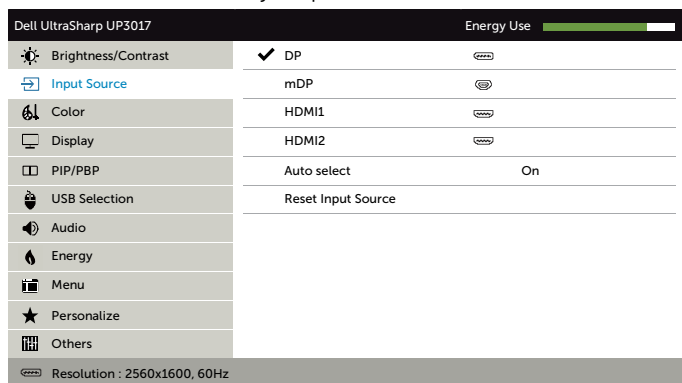 Dell UltraSharp UP3017 Energy Use
Brightness/Contrast DP
Input Source mDP
Color HDMI1
Display HDMI2
PIP/PBP Auto select On
USB Selection Reset Input Source
Audio
Energy
Menu
Personalize
Others
Resolution : 2560x1600, 60Hz